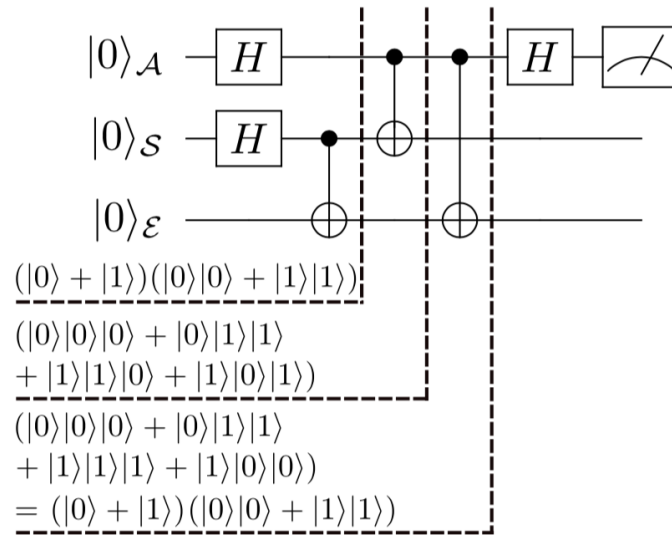 |0⟩𝒜 H H
|0⟩𝒮 H
|0⟩ℰ
(|0⟩ + |1⟩)(|0⟩|0⟩ + |1⟩|1⟩)
(|0⟩|0⟩|0⟩ + |0⟩|1⟩|1⟩
+ |1⟩|1⟩|0⟩ + |1⟩|0⟩|1⟩)
(|0⟩|0⟩|0⟩ + |0⟩|1⟩|1⟩
+ |1⟩|1⟩|1⟩ + |1⟩|0⟩|0⟩)
= (|0⟩ + |1⟩)(|0⟩|0⟩ + |1⟩|1⟩)